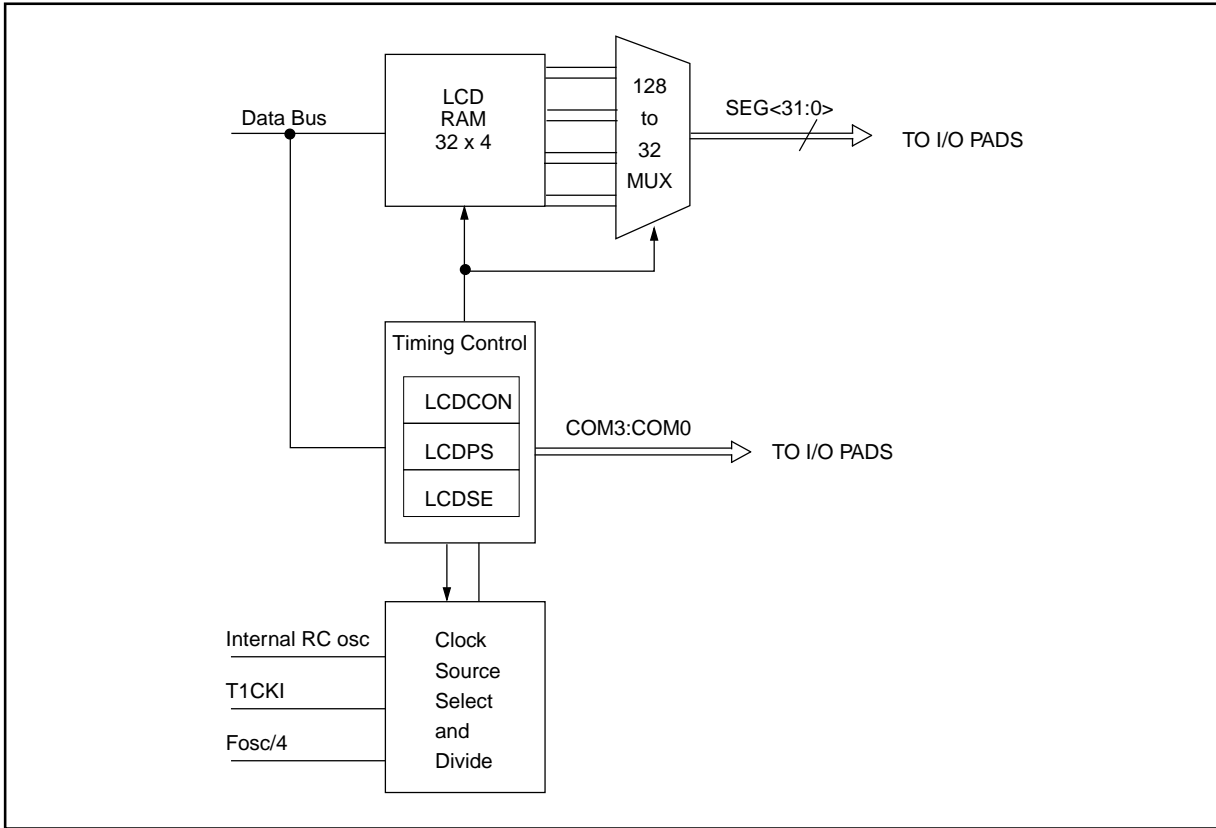 LCD
RAM
32 x 4
128
to
32
MUX
Data Bus
SEG<31:0>
TO I/O PADS
Timing Control
LCDCON
LCDPS
LCDSE
COM3:COM0
TO I/O PADS
Internal RC osc
T1CKI
Fosc/4
Clock
Source
Select
and
Divide